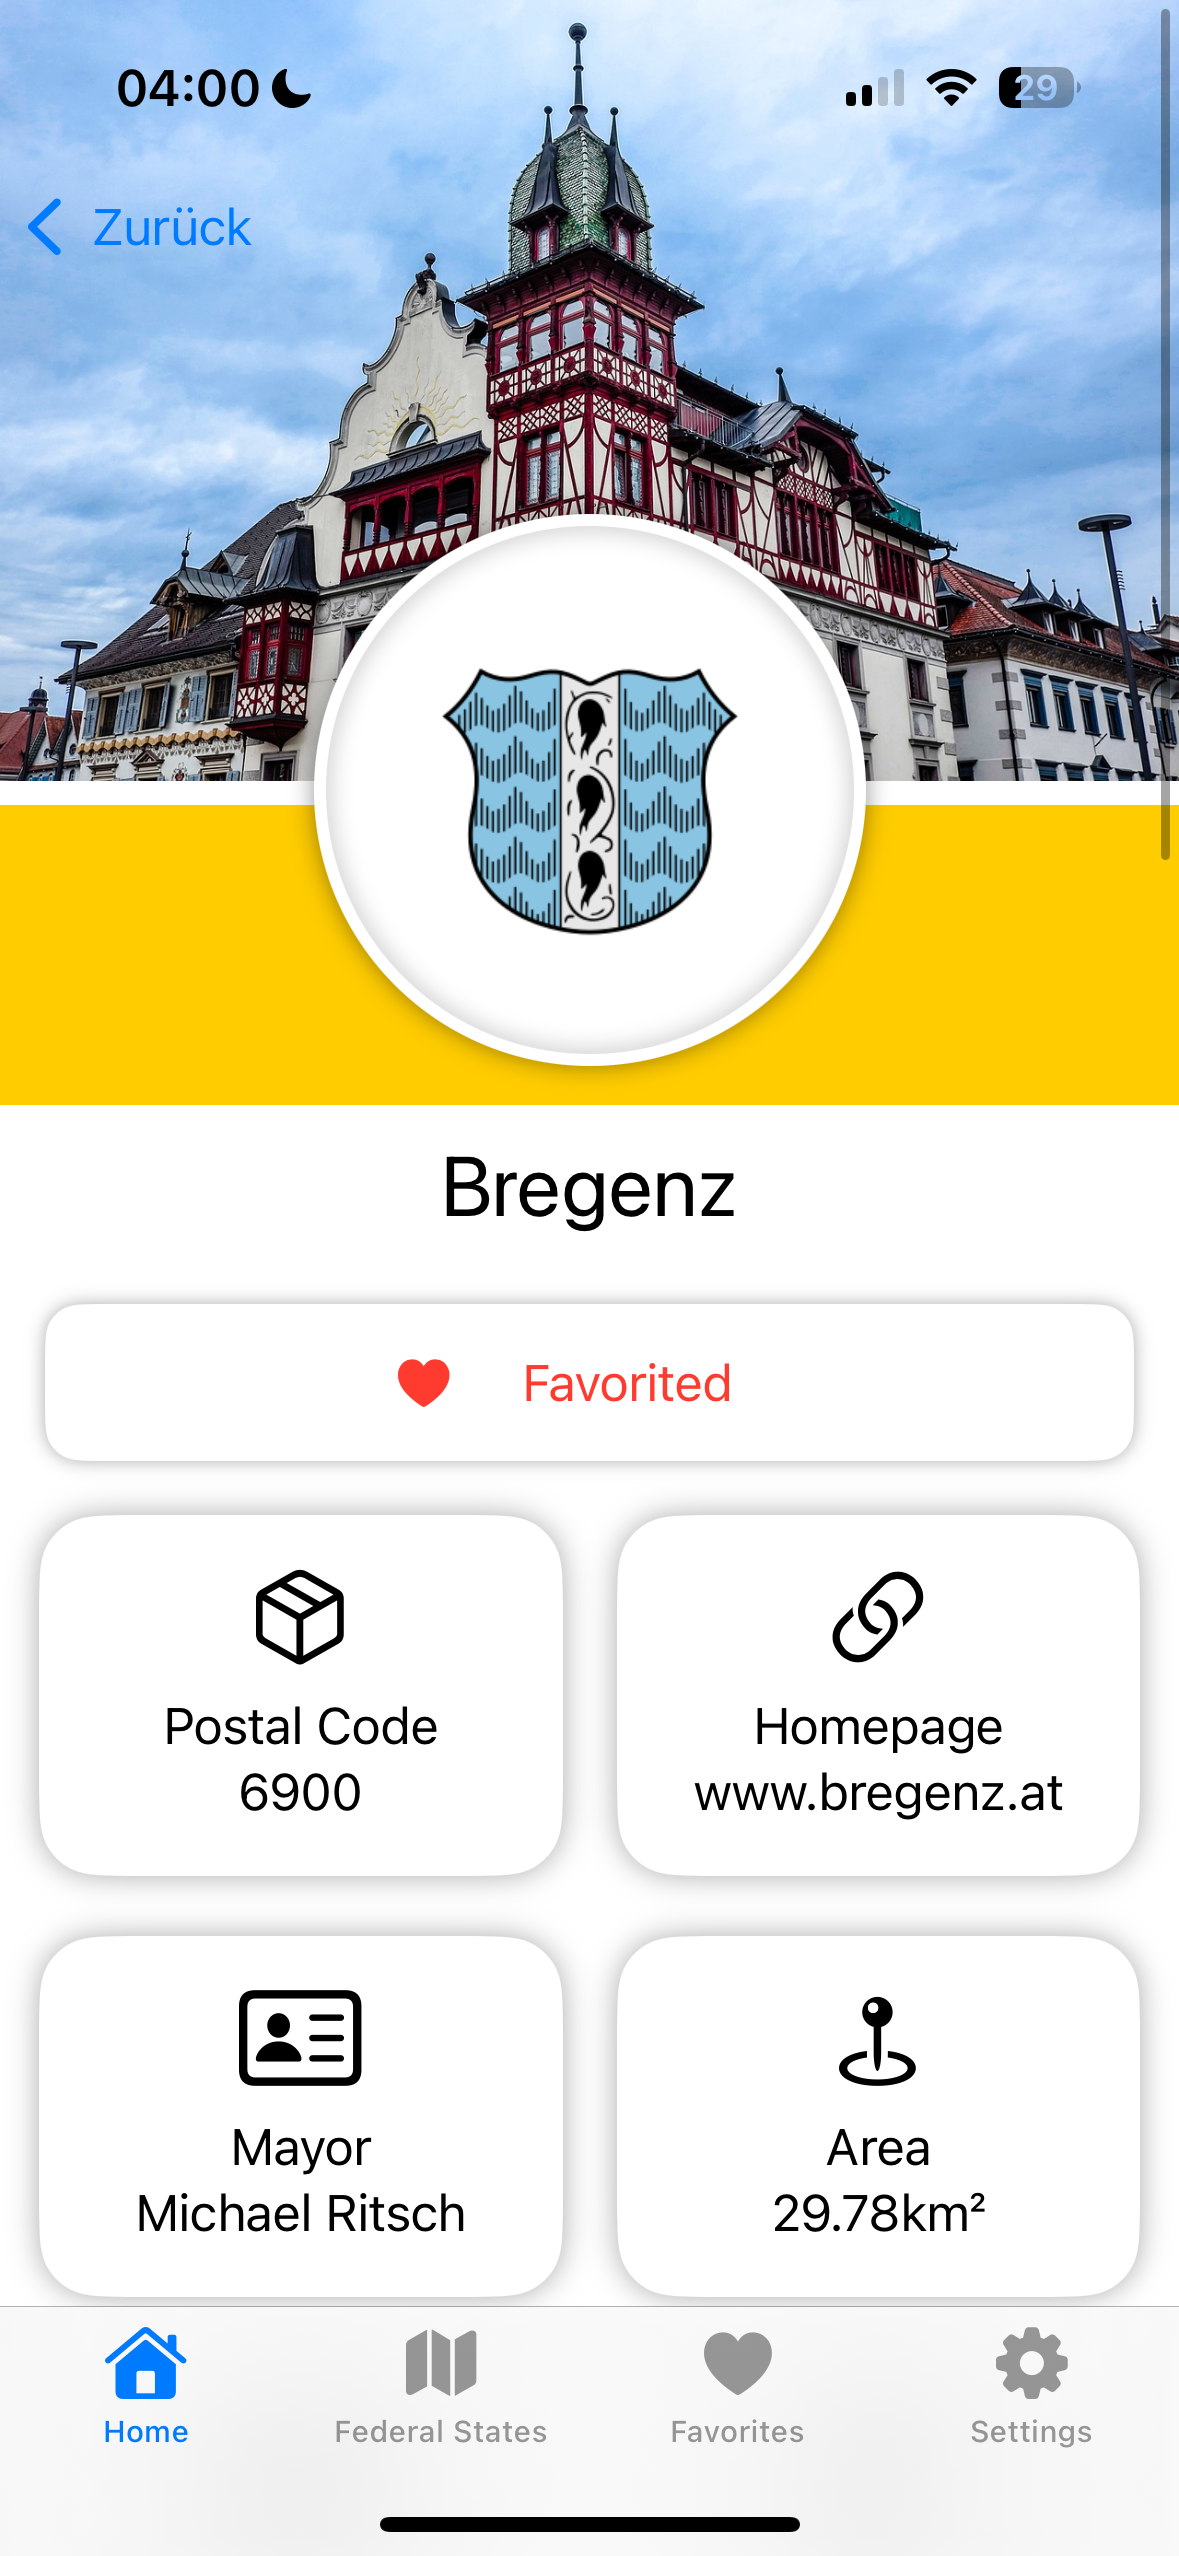 04:00
29
Zurück
Bregenz
Favorited
Postal Code
6900
Homepage
www.bregenz.at
Mayor
Michael Ritsch
Area
29.78km²
Home
Federal States
Favorites
Settings